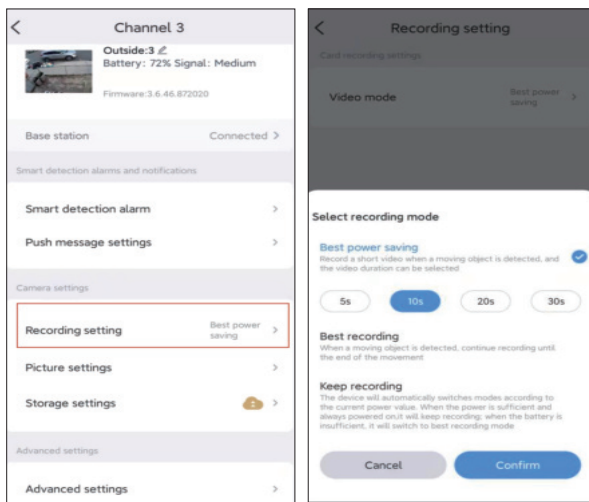 Channel 3
Outside:3
Battery: 72% Signal: Medium
Firmware:3.6.46.872020
Base station Connected
Smart detection alarms and notifications
Smart detection alarm
Push message settings
Camera settings
Recording setting Best power
saving
Picture settings
Storage settings
Advanced settings
Advanced settings
Recording setting
Card recording settings
Video mode Best power
saving
Select recording mode
Best power saving
Record a short video when a moving object is detected, and
the video duration can be selected
5s 10s 20s 30s
Best recording
When a moving object is detected, continue recording until
the end of the movement
Keep recording
The device will automatically switches modes according to
the current power value. When the power is sufficient and
always powered on,it will keep recording; when the battery is
insufficient, it will switch to best recording mode
Cancel Confirm